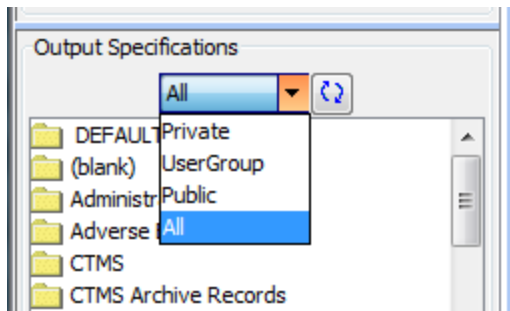 Output Specifications
All
DEFAULT
Private
(blank)
UserGroup
Administr
Public
Adverse
All
CTMS
CTMS Archive Records